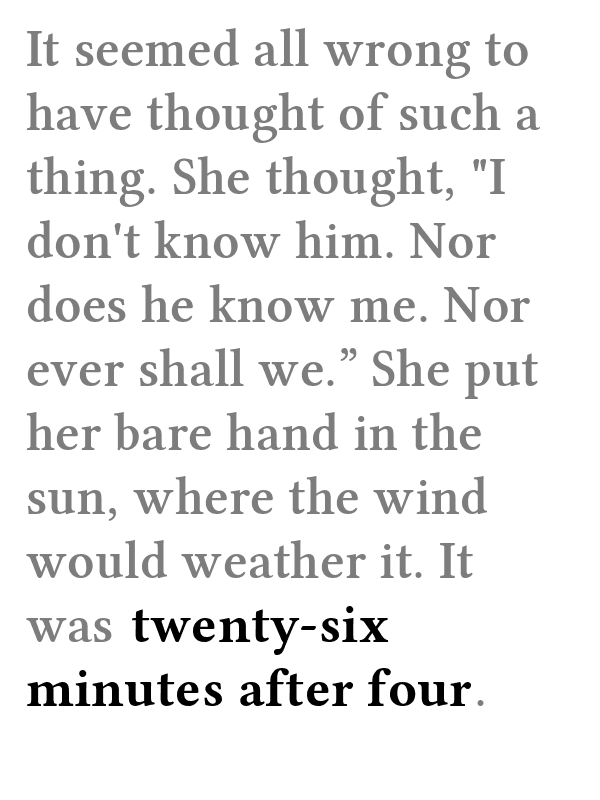 It seemed all wrong to
have thought of such a
thing. She thought, "I
don't know him. Nor
does he know me. Nor
ever shall we.” She put
her bare hand in the
sun, where the wind
would weather it. It
was twenty-six
minutes after four.